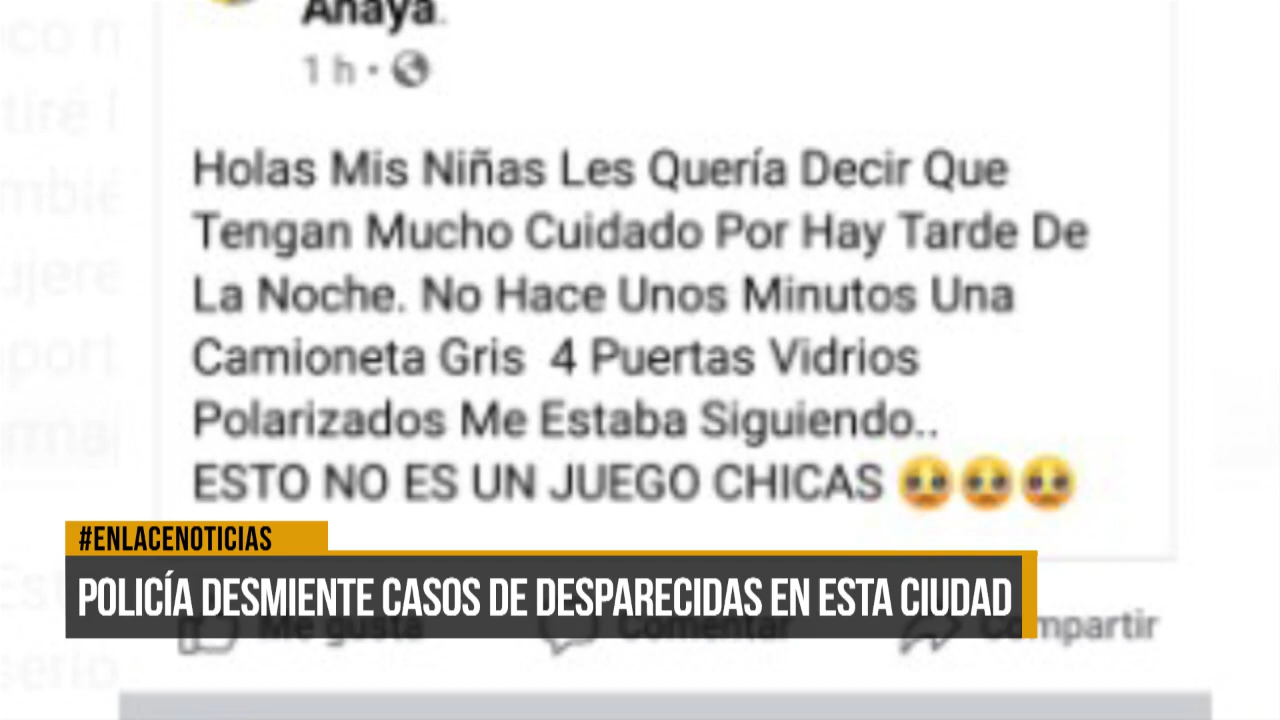 Anaya.
1 h
Holas Mis Niñas Les Quería Decir Que
Tengan Mucho Cuidado Por Hay Tarde De
La Noche. No Hace Unos Minutos Una
Camioneta Gris 4 Puertas Vidrios
Polarizados Me Estaba Siguiendo..
ESTO NO ES UN JUEGO CHICAS 🥺🥺🥺
#ENLACENOTICIAS
POLICÍA DESMIENTE CASOS DE DESPARECIDAS EN ESTA CIUDAD
Me gusta Comentar Compartir